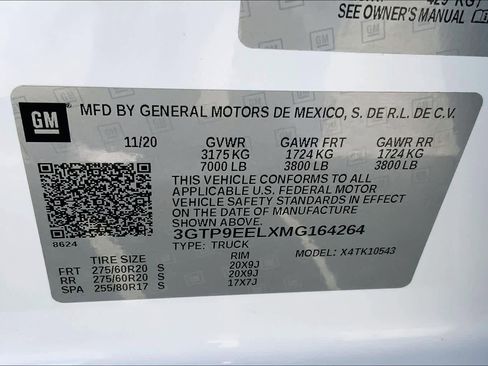 429 KG /
SEE OWNER'S MANUAL
GM
MFD BY GENERAL MOTORS DE MEXICO, S. DE R.L. DE C.V.
11/20 GVWR GAWR FRT GAWR RR
3175 KG 1724 KG 1724 KG
7000 LB 3800 LB 3800 LB
THIS VEHICLE CONFORMS TO ALL
APPLICABLE U.S. FEDERAL MOTOR
VEHICLE SAFETY STANDARDS IN EFFECT
ON THE DATE OF MANUFACTURE SHOWN ABOVE.
3GTP9EELXMG164264
8624
TYPE: TRUCK MODEL: X4TK10543
TIRE SIZE RIM
FRT 275/60R20 S 20X9J
RR 275/60R20 S 20X9J
SPA 255/80R17 S 17X7J